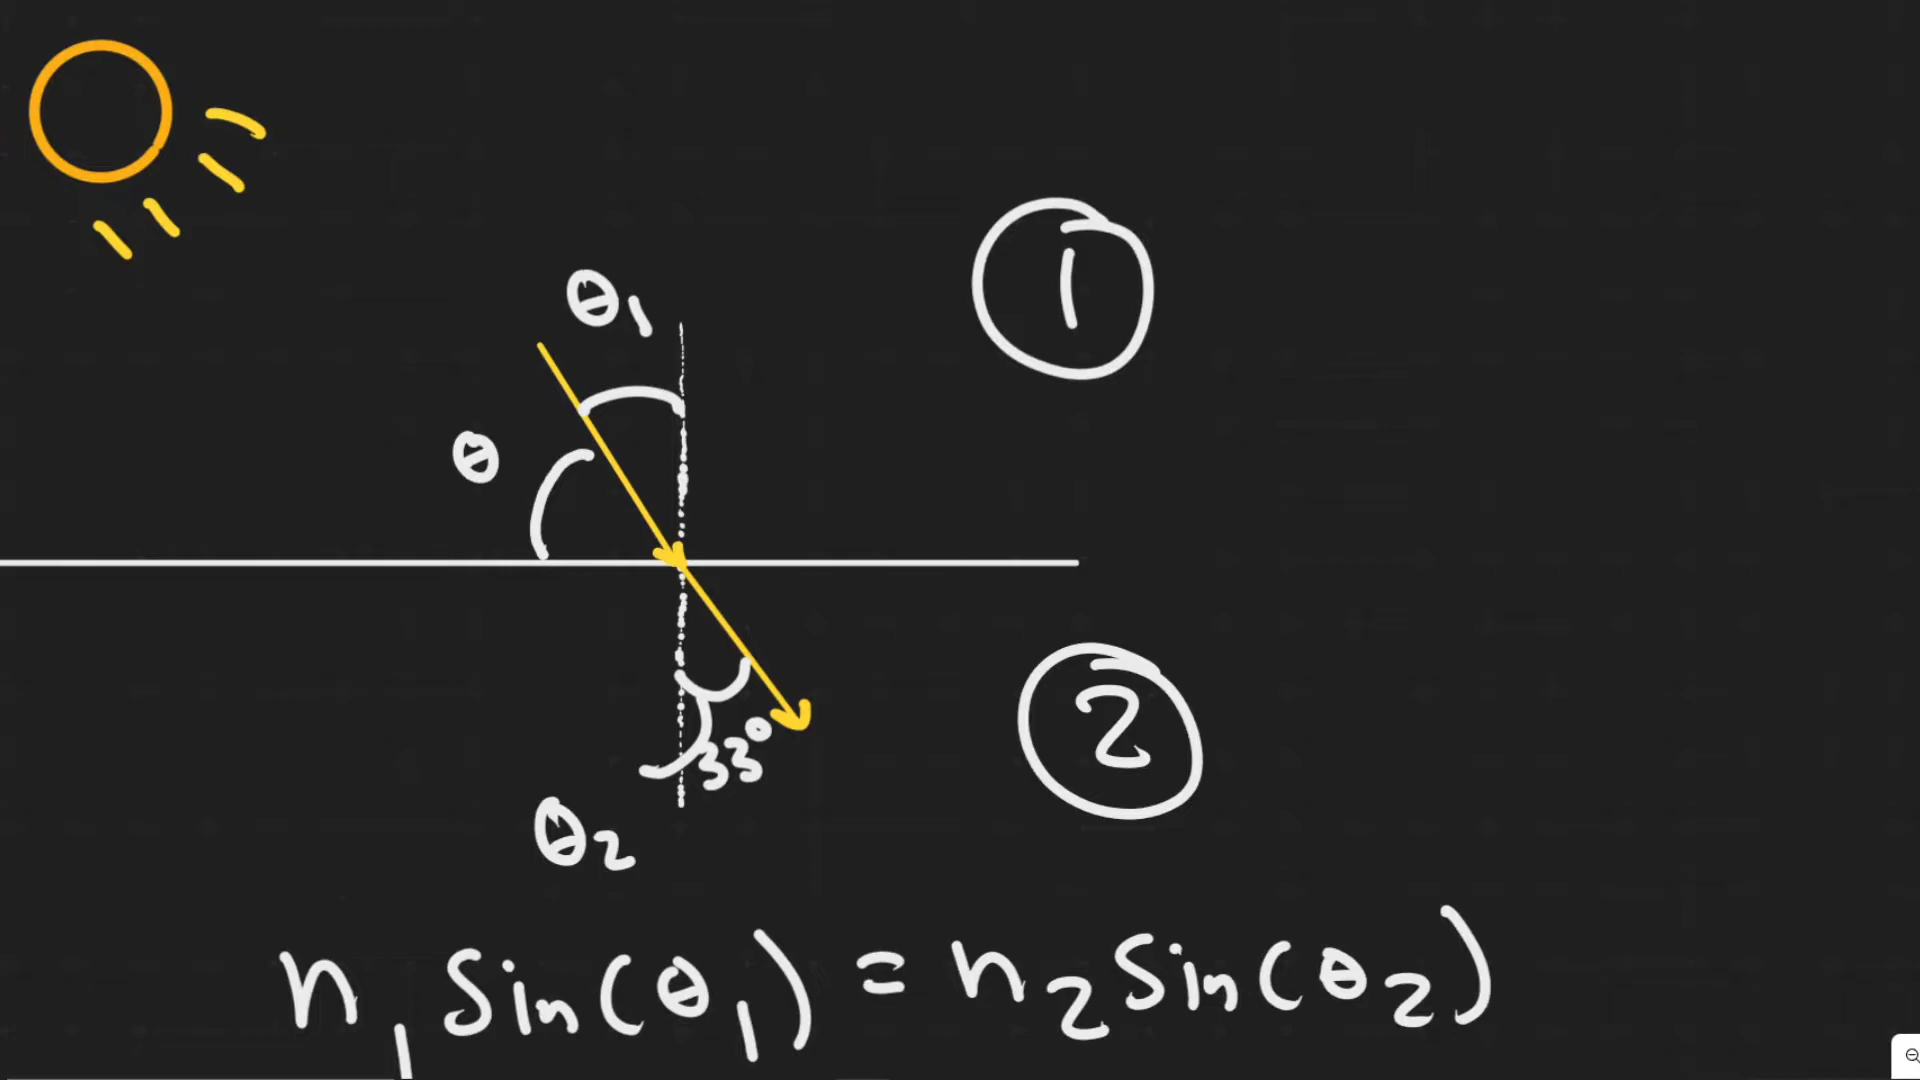 θ₁
①
θ
33°
②
θ₂
n₁ sin(θ₁) = n₂ sin(θ₂)